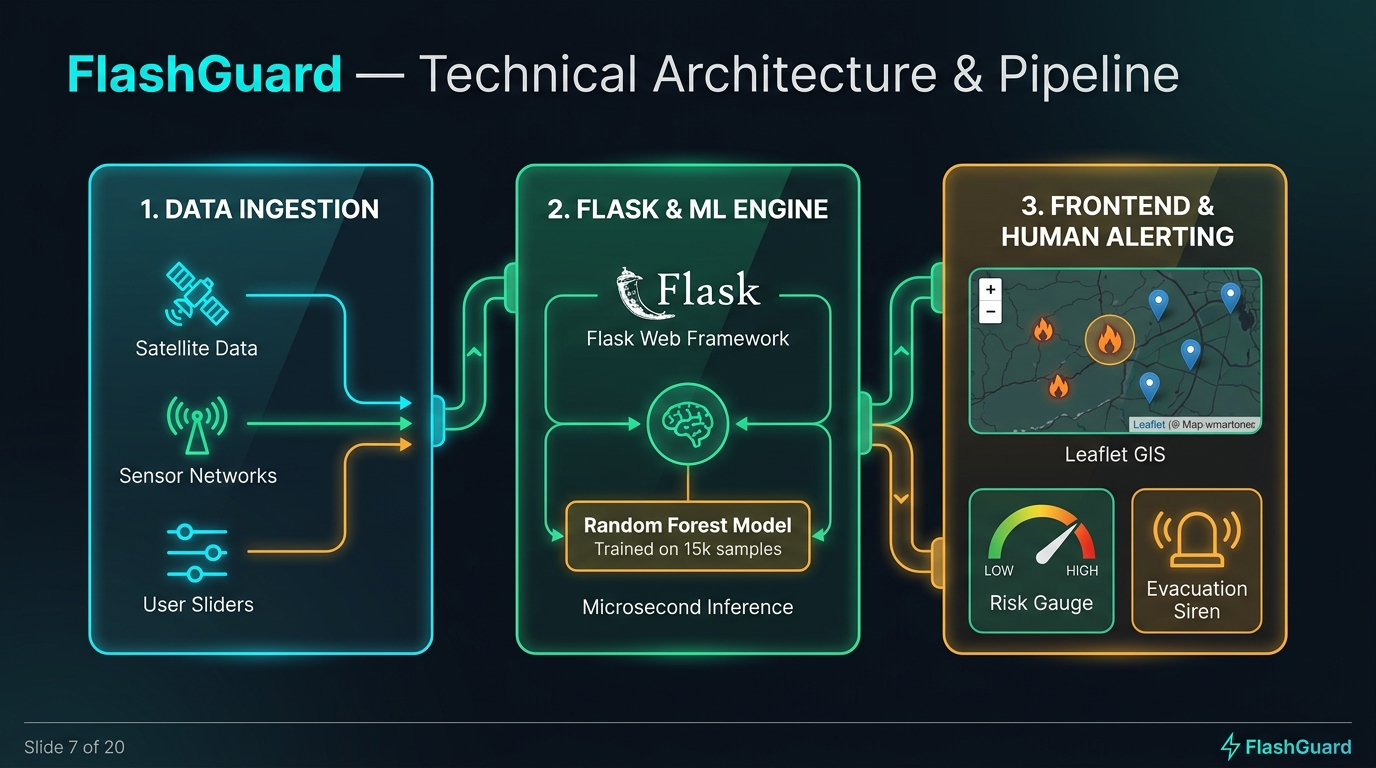 FlashGuard — Technical Architecture & Pipeline
1. DATA INGESTION
Satellite Data
Sensor Networks
User Sliders
2. FLASK & ML ENGINE
Flask
Flask Web Framework
Random Forest Model
Trained on 15k samples
Microsecond Inference
3. FRONTEND &
HUMAN ALERTING
+
−
Leaflet (@ Map wmartonec
Leaflet GIS
LOW
HIGH
Risk Gauge
Evacuation
Siren
Slide 7 of 20
FlashGuard